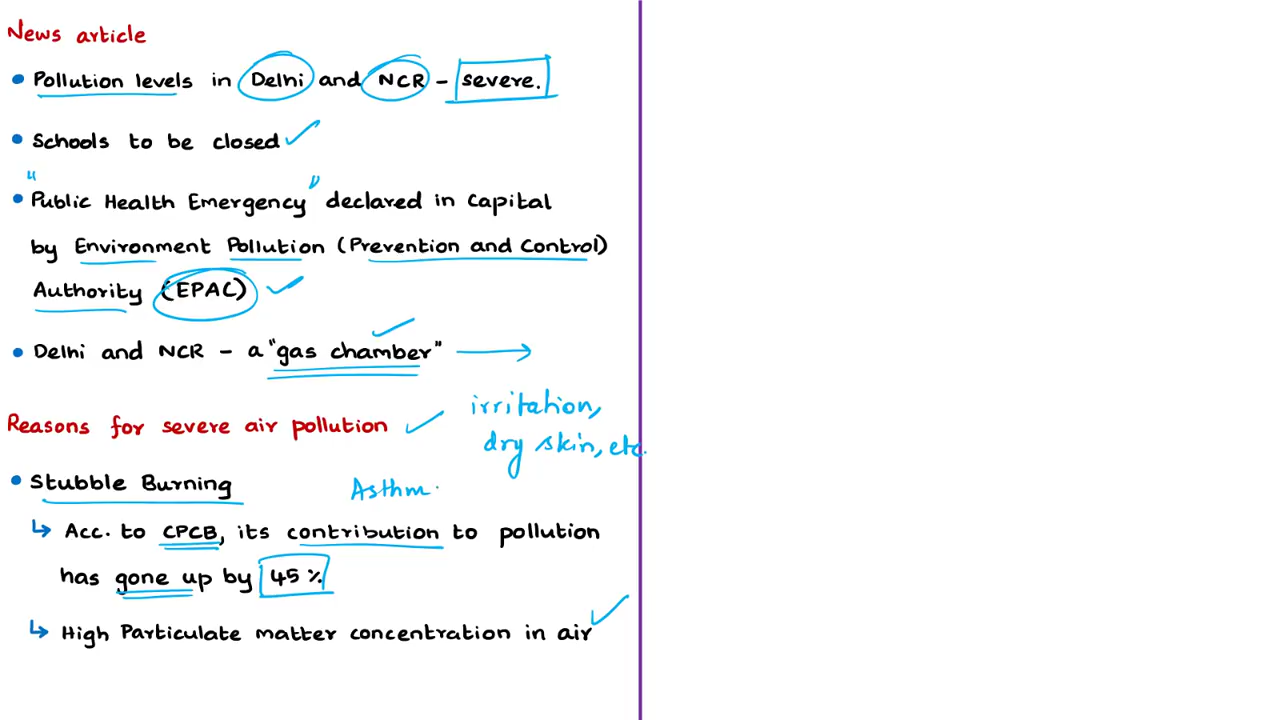 News article
• Pollution levels in Delhi and NCR - severe.
• Schools to be closed
• "Public Health Emergency" declared in capital
by Environment Pollution (Prevention and Control)
Authority (EPAC)
• Delhi and NCR - a "gas chamber" →
irritation,
dry skin, etc.
Reasons for severe air pollution
• Stubble Burning
Asthm.
↳ Acc. to CPCB, its contribution to pollution
has gone up by 45%
↳ High Particulate matter concentration in air